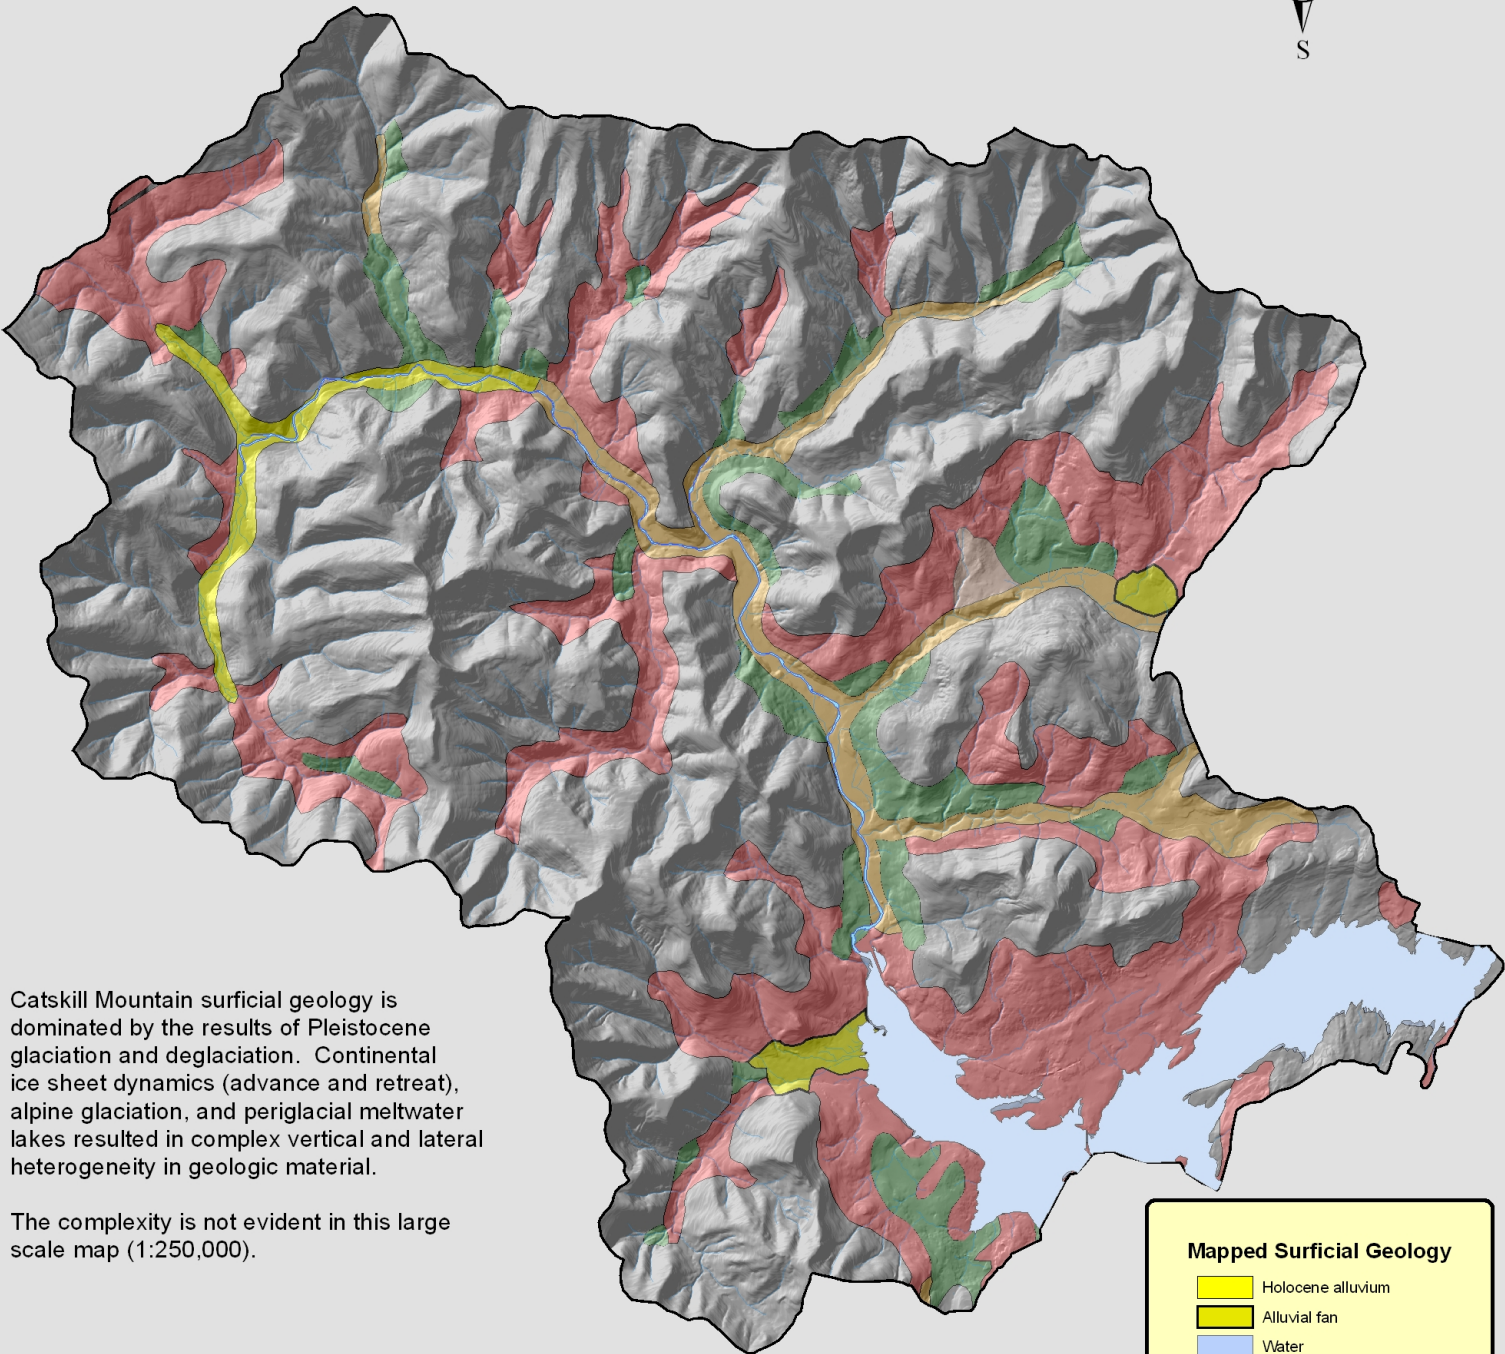 S
Catskill Mountain surficial geology is
dominated by the results of Pleistocene
glaciation and deglaciation.  Continental
ice sheet dynamics (advance and retreat),
alpine glaciation, and periglacial meltwater
lakes resulted in complex vertical and lateral
heterogeneity in geologic material.
The complexity is not evident in this large
scale map (1:250,000).
Mapped Surficial Geology
Holocene alluvium
Alluvial fan
Water